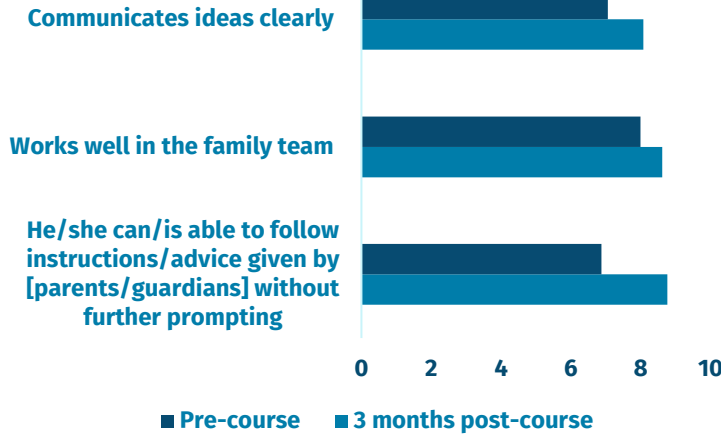 Communicates ideas clearly
Works well in the family team
He/she can/is able to follow
instructions/advice given by
[parents/guardians] without
further prompting
0 2 4 6 8 10
Pre-course 3 months post-course